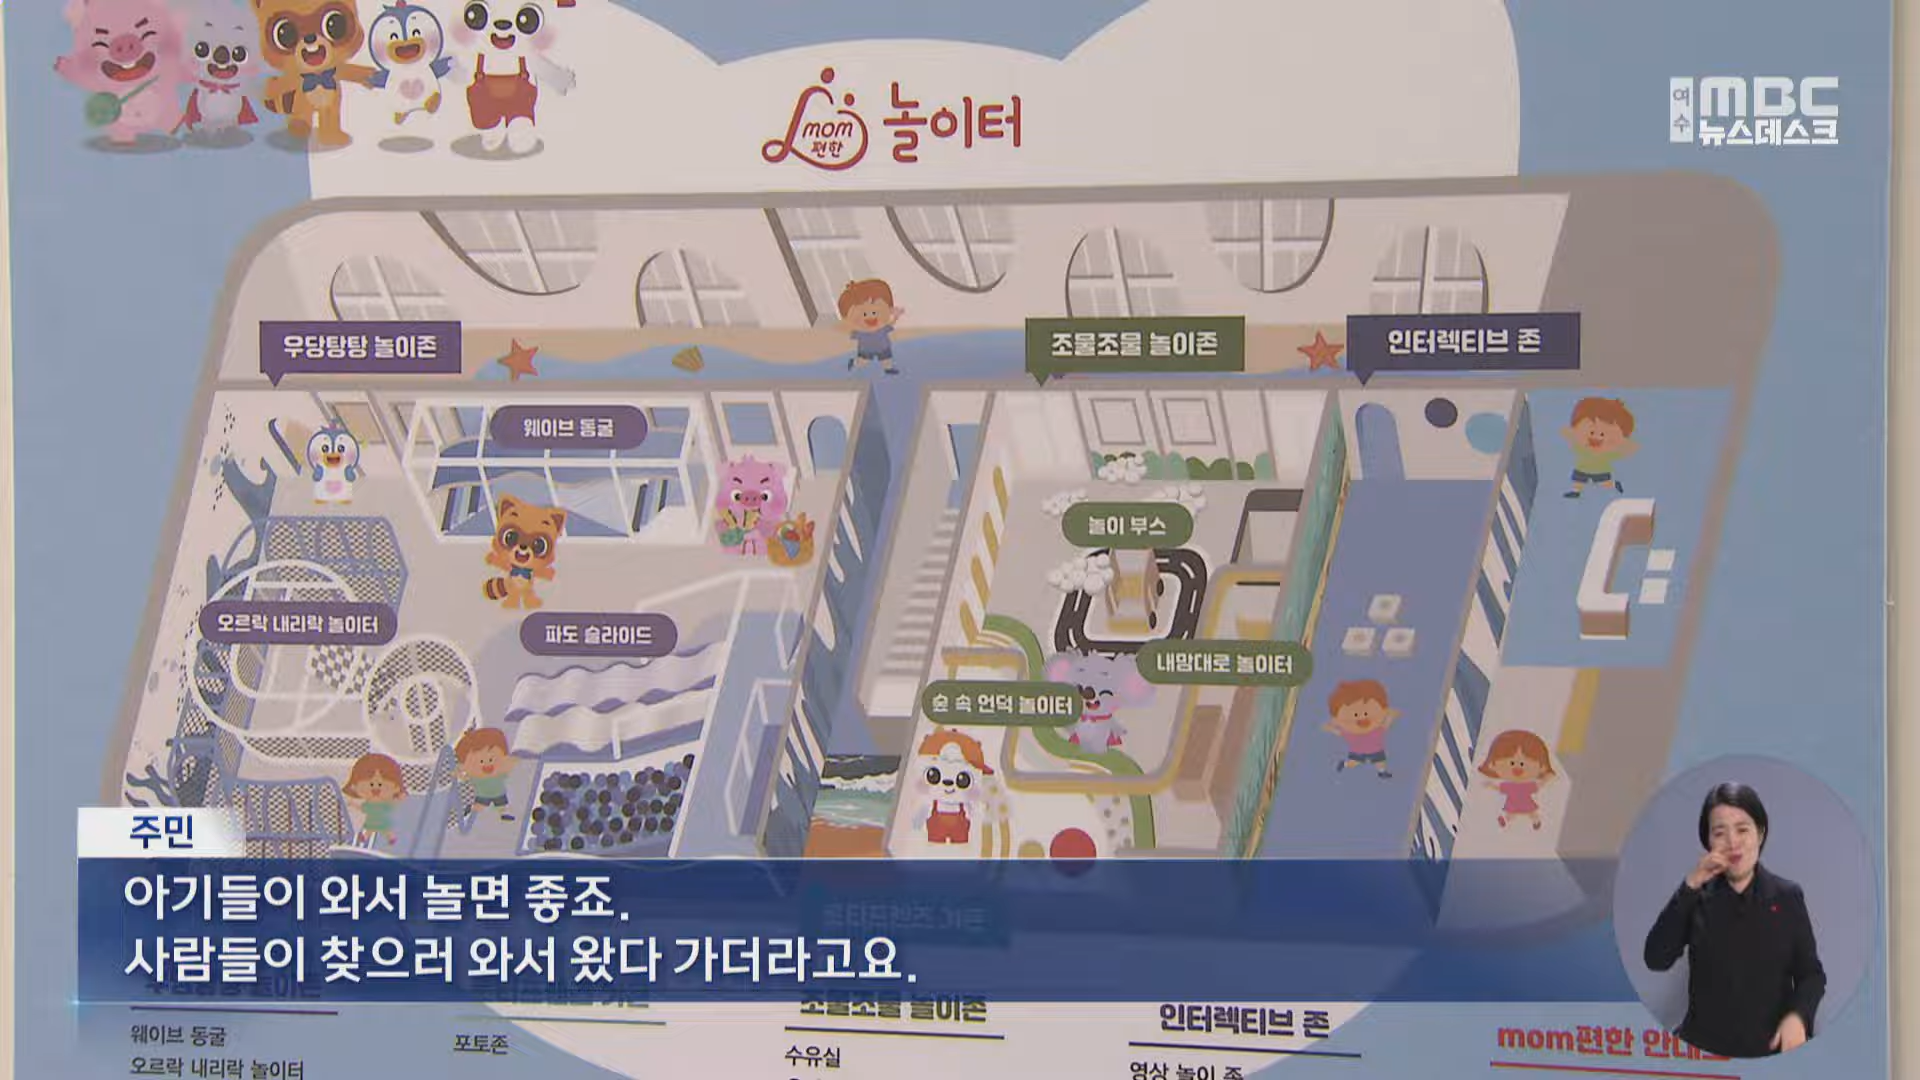 mom
편한
놀이터
여수
MBC
뉴스데스크
우당탕탕 놀이존
조물조물 놀이존
인터렉티브 존
웨이브 동굴
놀이 부스
오르락 내리락 놀이터
파도 슬라이드
내맘대로 놀이터
숲 속 언덕 놀이터
주민
아기들이 와서 놀면 좋죠.
사람들이 찾으러 와서 왔다 가더라고요.
조물조물 놀이존
인터렉티브 존
mom편한
웨이브 동굴
오르락 내리락 놀이터
포토존
수유실
영상 놀이 존